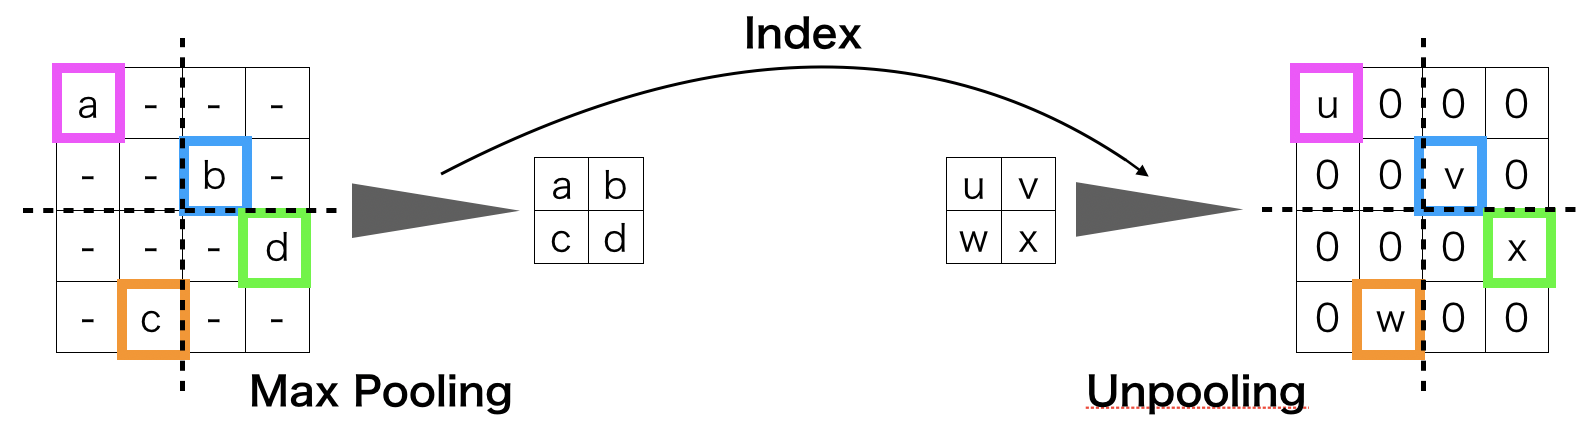 Index
a - - -
- - b -
- - - d
- c - -
a b
c d
u v
w x
u 0 0 0
0 0 v 0
0 0 0 x
0 w 0 0
Max Pooling
Unpooling